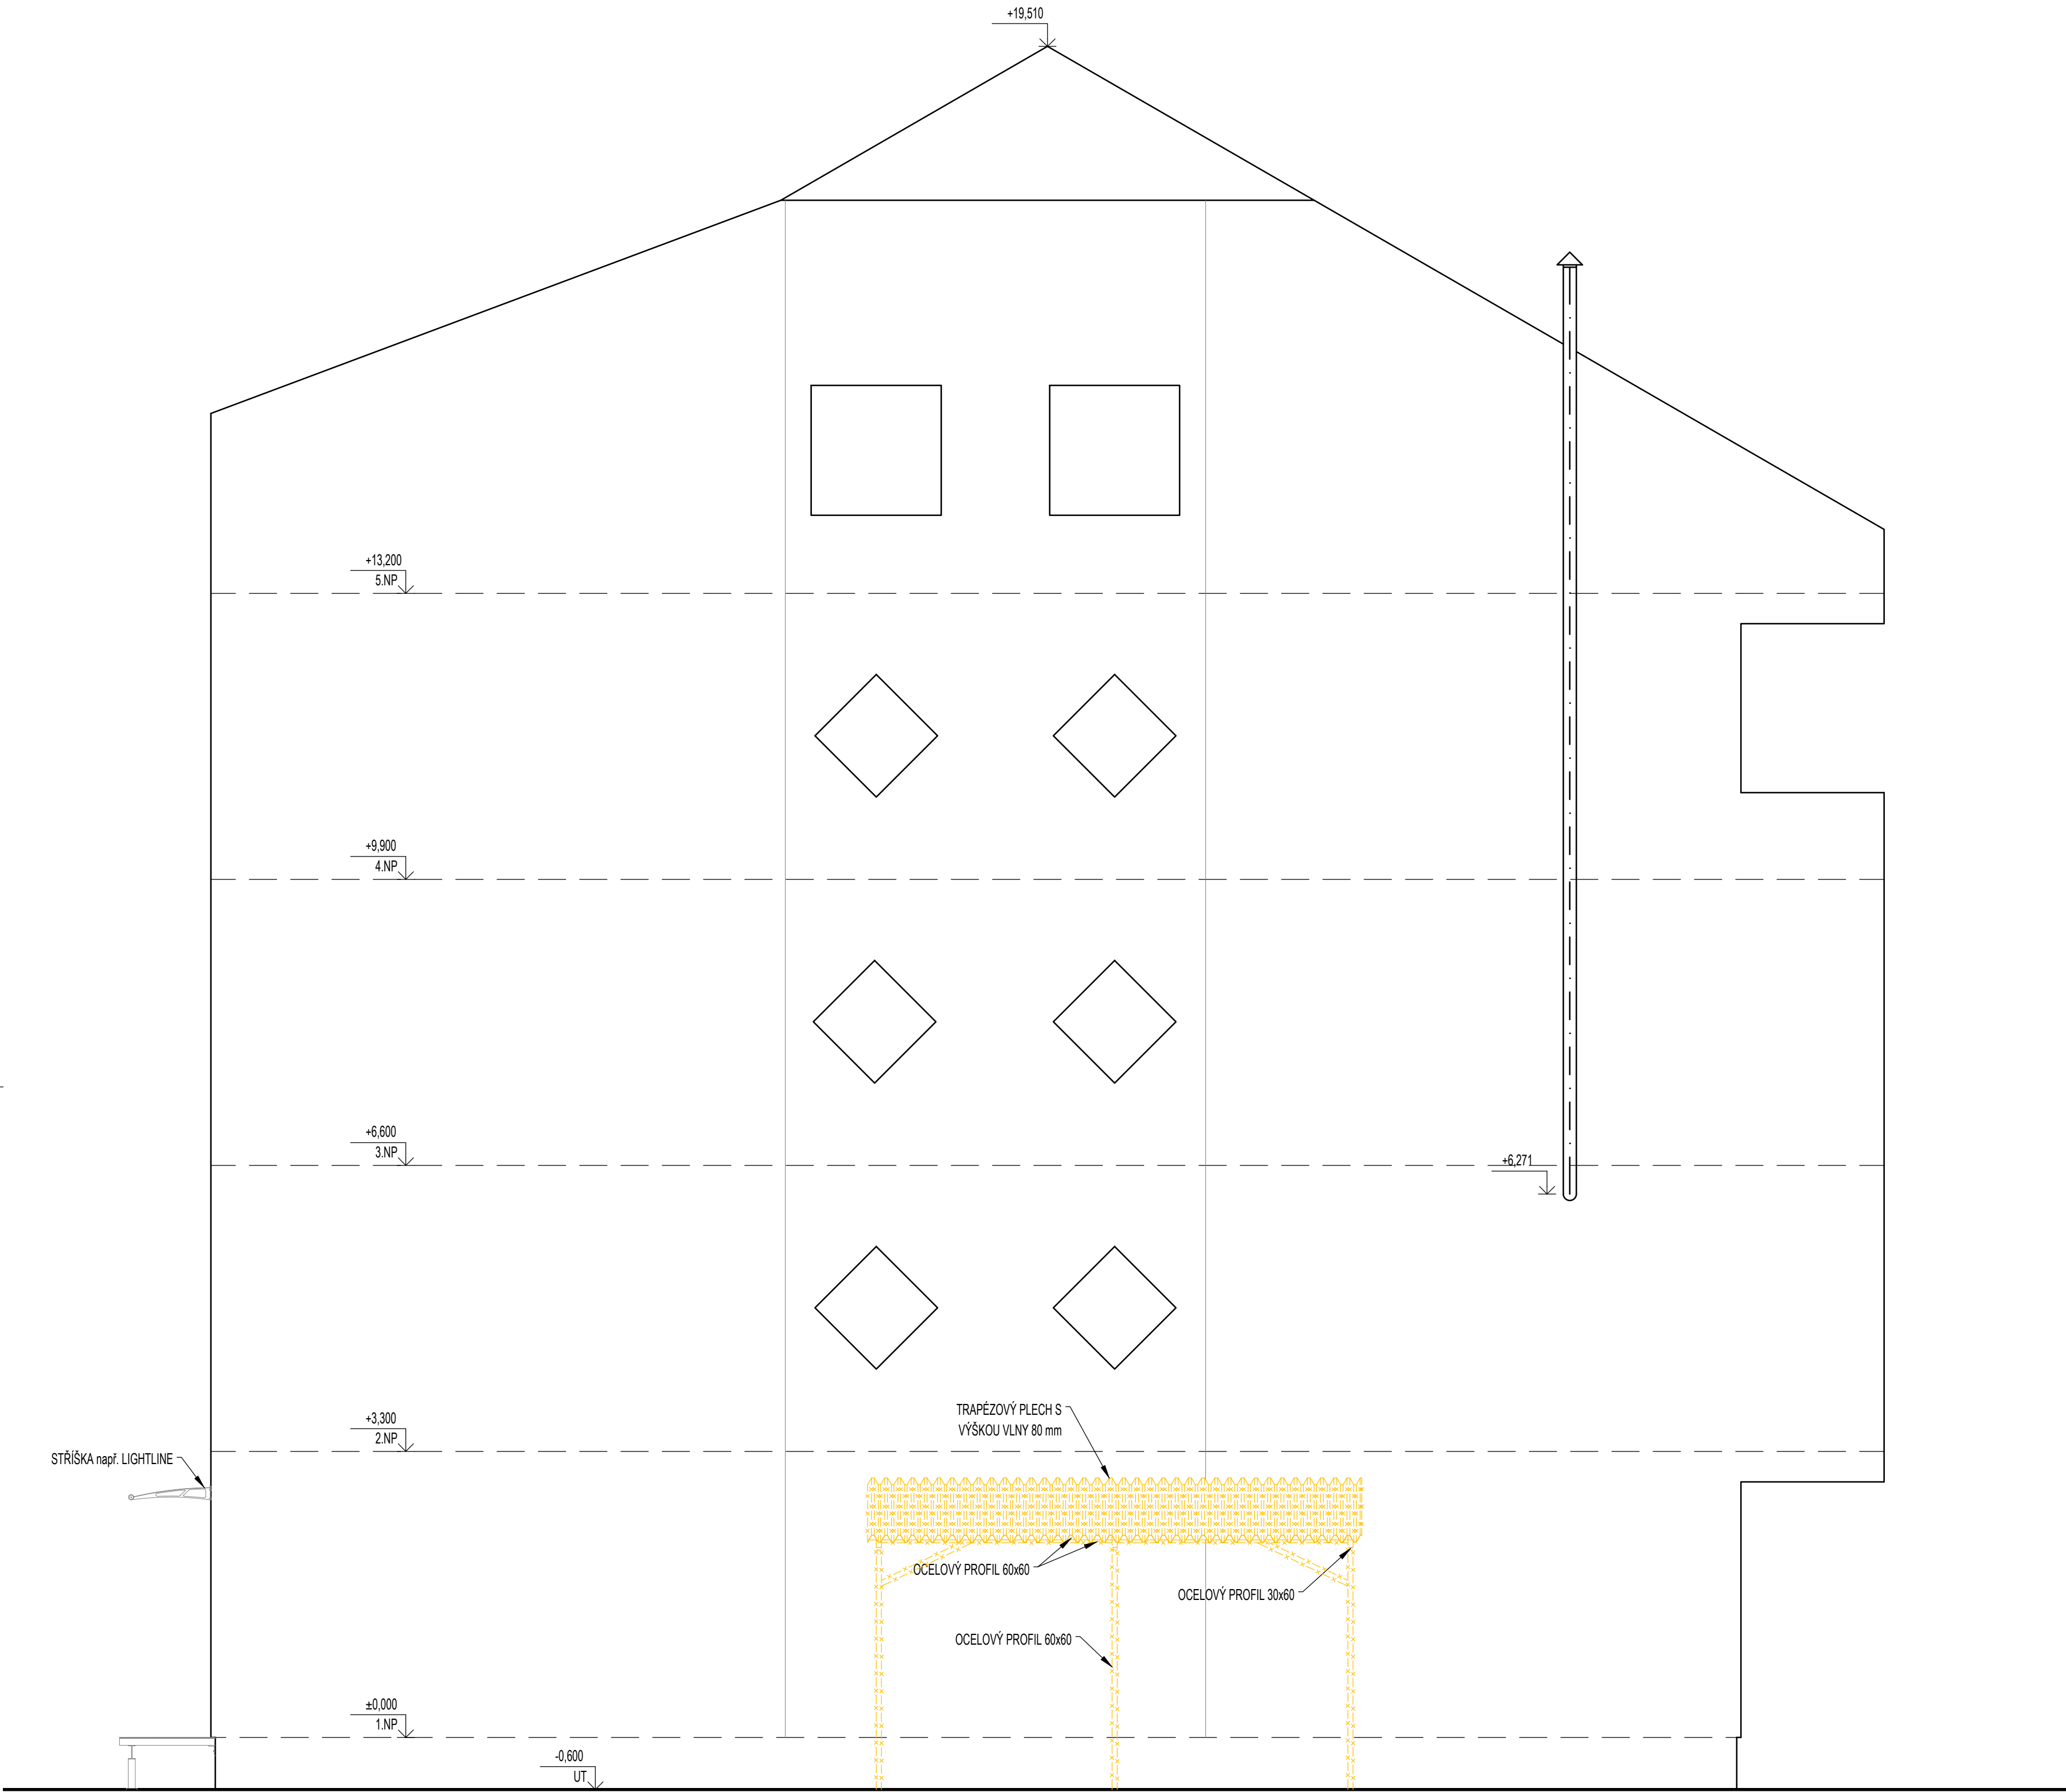 +19,510
+13,200
5.NP
+9,900
4.NP
+6,600
3.NP
+6,271
TRAPÉZOVÝ PLECH S
VÝŠKOU VLNY 80 mm
+3,300
2.NP
STŘÍŠKA např. LIGHTLINE
OCELOVÝ PROFIL 60x60
OCELOVÝ PROFIL 30x60
OCELOVÝ PROFIL 60x60
±0,000
1.NP
-0,600
UT